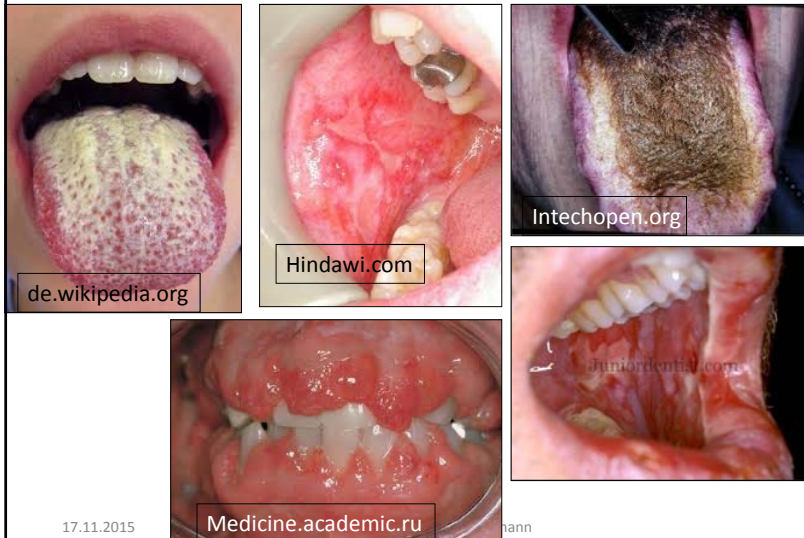 de.wikipedia.org
Hindawi.com
Intechopen.org
Juniordentist.com
Medicine.academic.ru
17.11.2015